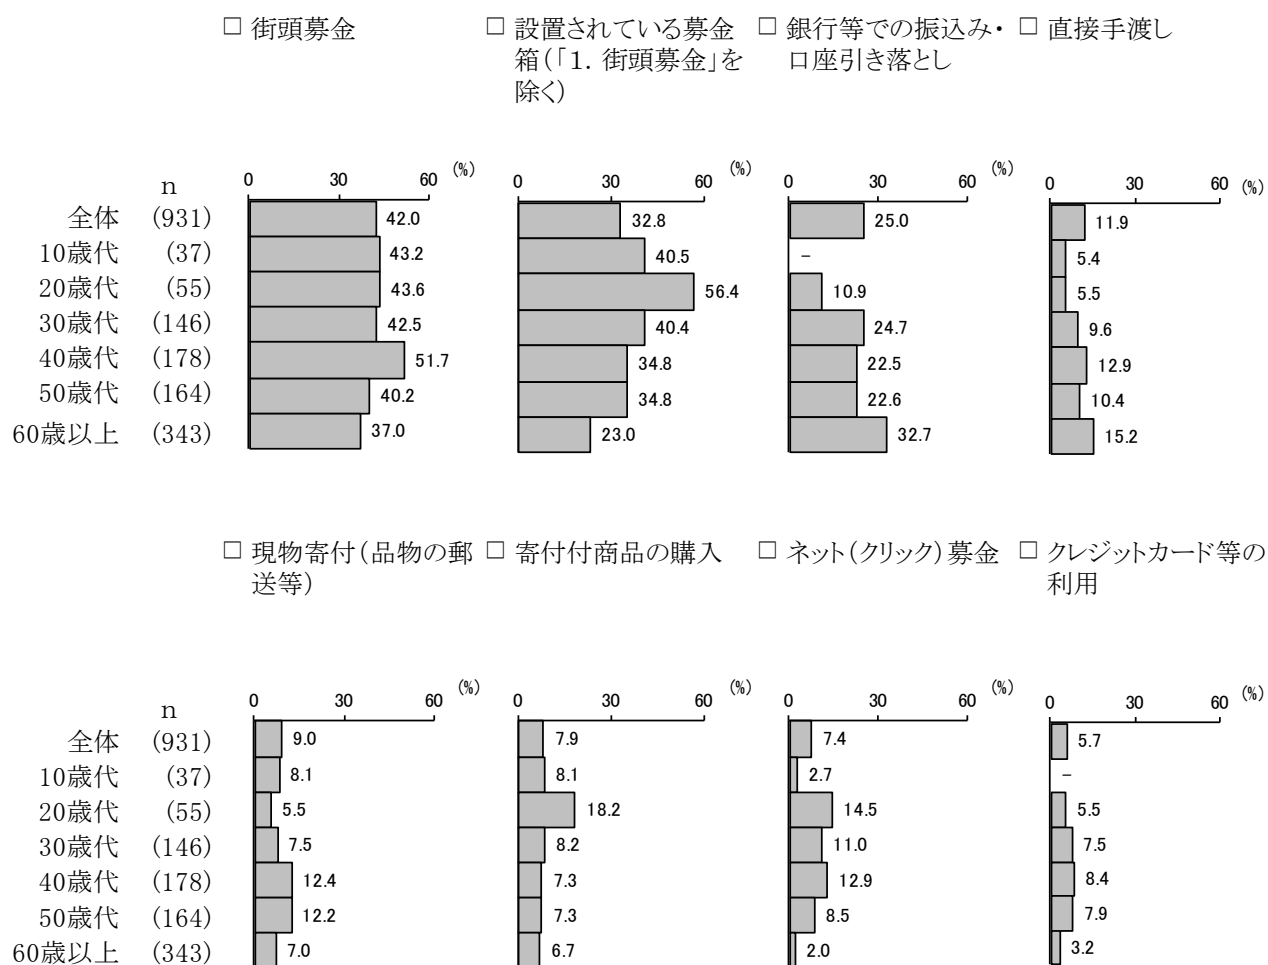 □ 街頭募金
□ 設置されている募金
箱（「１．街頭募金」を
除く）
□ 銀行等での振込み・
口座引き落とし
□ 直接手渡し
0 30 60 (%) 0 30 60 (%) 0 30 60 (%) 0 30 60 (%)
n
全体 (931) 42.0 32.8 25.0 11.9
10歳代 (37) 43.2 40.5 － 5.4
20歳代 (55) 43.6 56.4 10.9 5.5
30歳代 (146) 42.5 40.4 24.7 9.6
40歳代 (178) 51.7 34.8 22.5 12.9
50歳代 (164) 40.2 34.8 22.6 10.4
60歳以上 (343) 37.0 23.0 32.7 15.2
□ 現物寄付（品物の郵
送等）
□ 寄付付商品の購入
□ ネット（クリック）募金
□ クレジットカード等の
利用
0 30 60 (%) 0 30 60 (%) 0 30 60 (%) 0 30 60 (%)
n
全体 (931) 9.0 7.9 7.4 5.7
10歳代 (37) 8.1 8.1 2.7 －
20歳代 (55) 5.5 18.2 14.5 5.5
30歳代 (146) 7.5 8.2 11.0 7.5
40歳代 (178) 12.4 7.3 12.9 8.4
50歳代 (164) 12.2 7.3 8.5 7.9
60歳以上 (343) 7.0 6.7 2.0 3.2